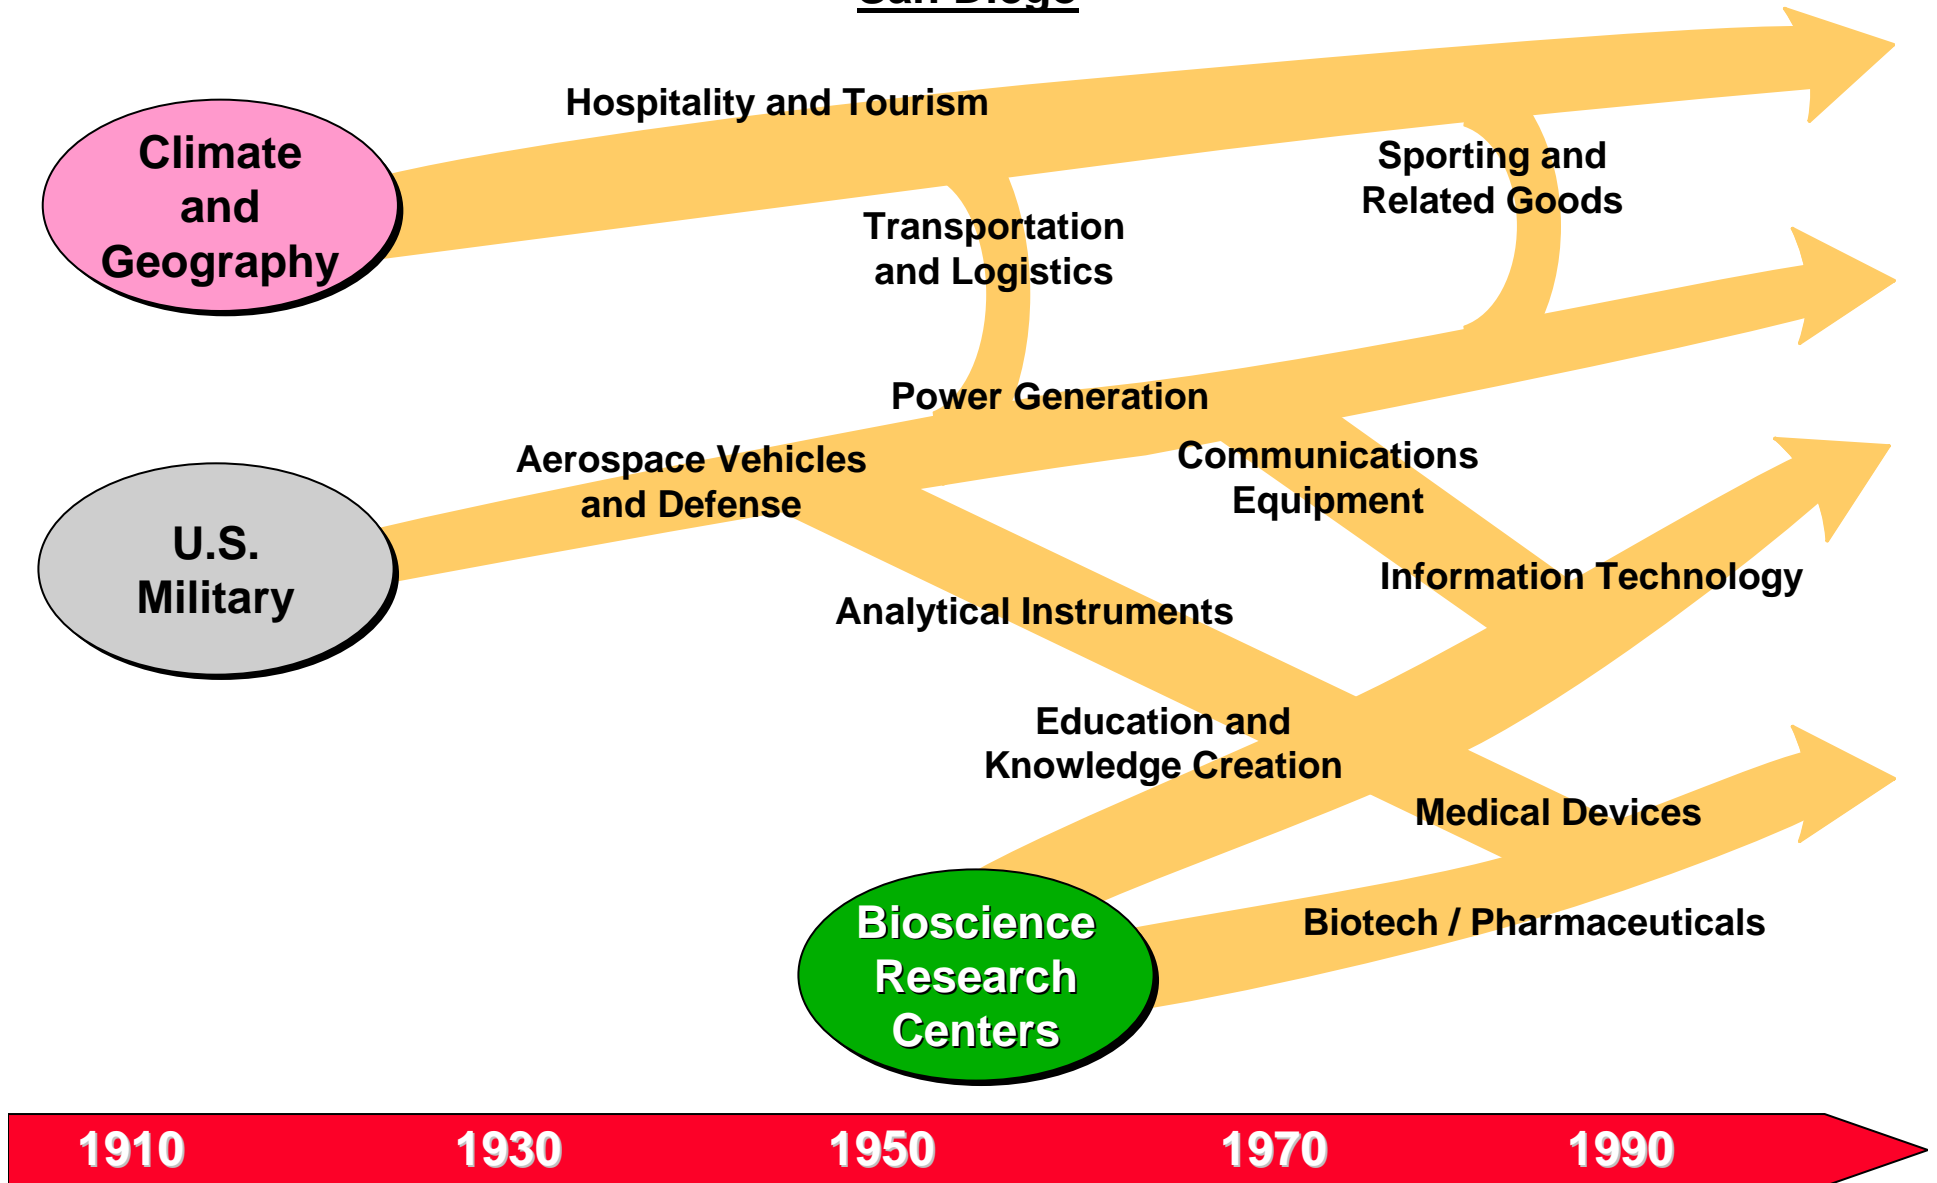 San Diego
Hospitality and Tourism
Climate
and
Geography
Sporting and
Related Goods
Transportation
and Logistics
Power Generation
Aerospace Vehicles
and Defense
Communications
Equipment
U.S.
Military
Information Technology
Analytical Instruments
Education and
Knowledge Creation
Medical Devices
Bioscience
Research
Centers
Biotech / Pharmaceuticals
1910 1930 1950 1970 1990